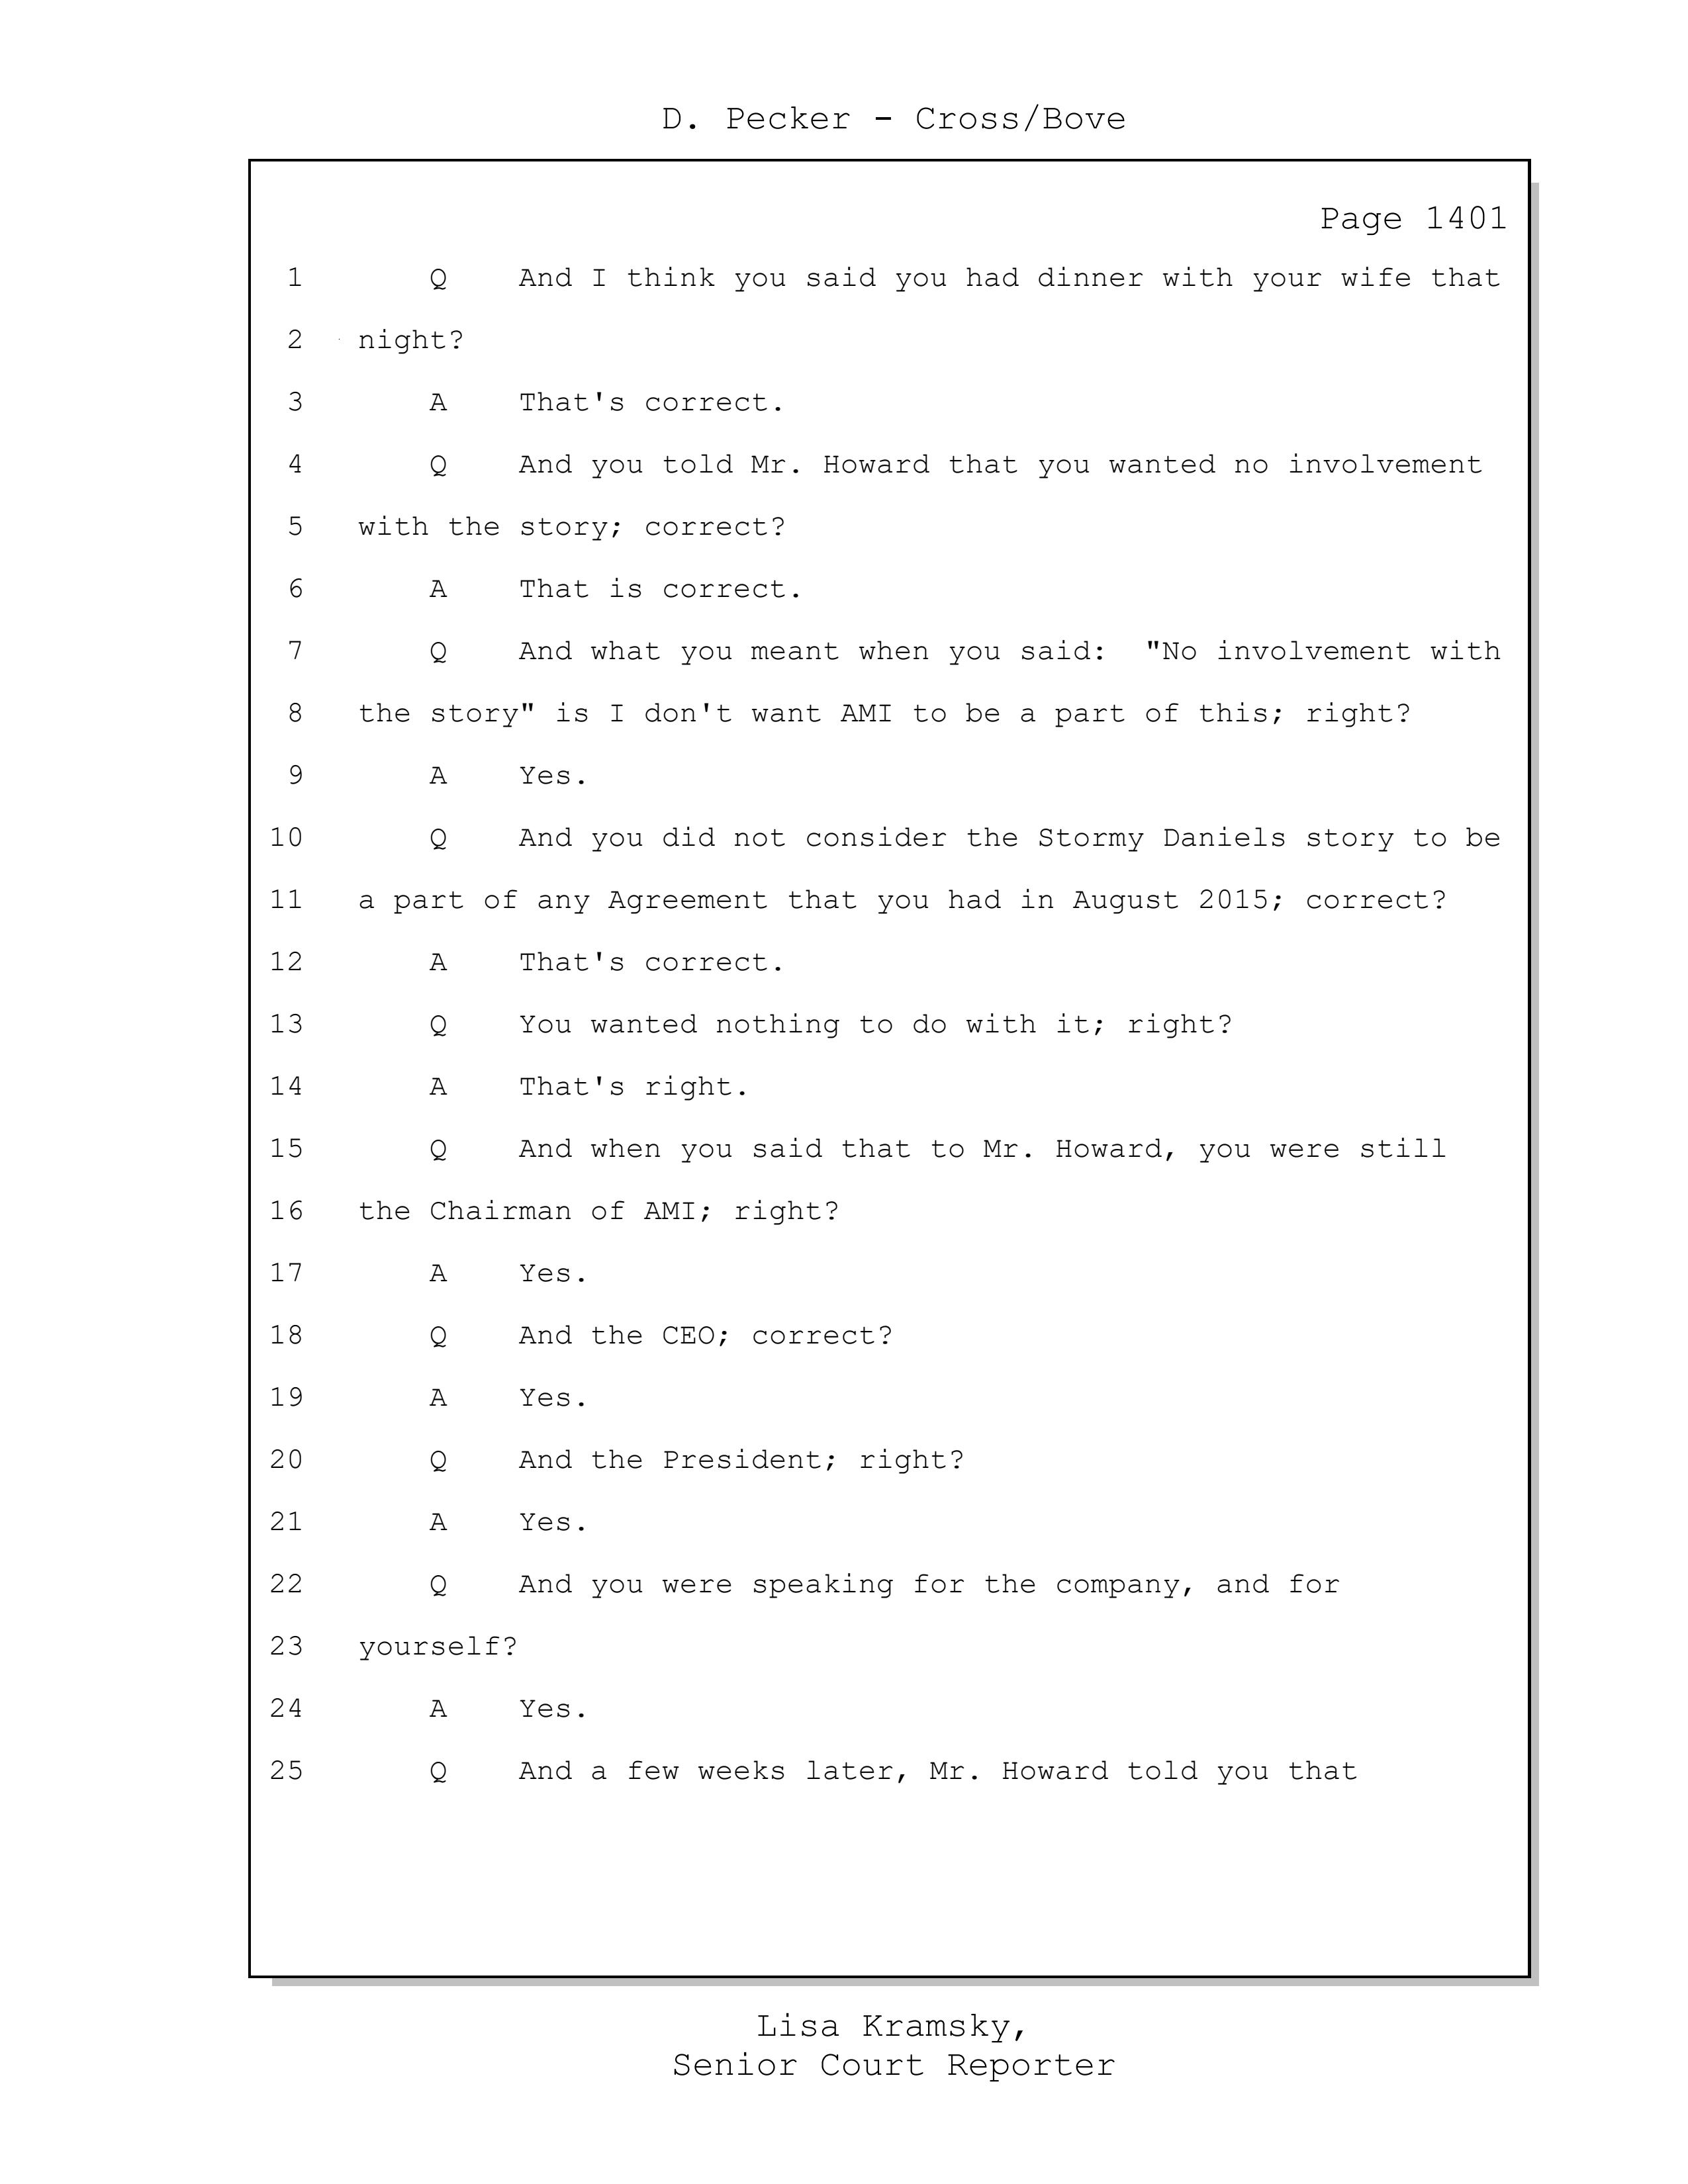 D. Pecker - Cross/Bove
Page 1401
1 Q And I think you said you had dinner with your wife that
2 night?
3 A That's correct.
4 Q And you told Mr. Howard that you wanted no involvement
5 with the story; correct?
6 A That is correct.
7 Q And what you meant when you said:  "No involvement with
8 the story" is I don't want AMI to be a part of this; right?
9 A Yes.
10 Q And you did not consider the Stormy Daniels story to be
11 a part of any Agreement that you had in August 2015; correct?
12 A That's correct.
13 Q You wanted nothing to do with it; right?
14 A That's right.
15 Q And when you said that to Mr. Howard, you were still
16 the Chairman of AMI; right?
17 A Yes.
18 Q And the CEO; correct?
19 A Yes.
20 Q And the President; right?
21 A Yes.
22 Q And you were speaking for the company, and for
23 yourself?
24 A Yes.
25 Q And a few weeks later, Mr. Howard told you that
Lisa Kramsky,
Senior Court Reporter